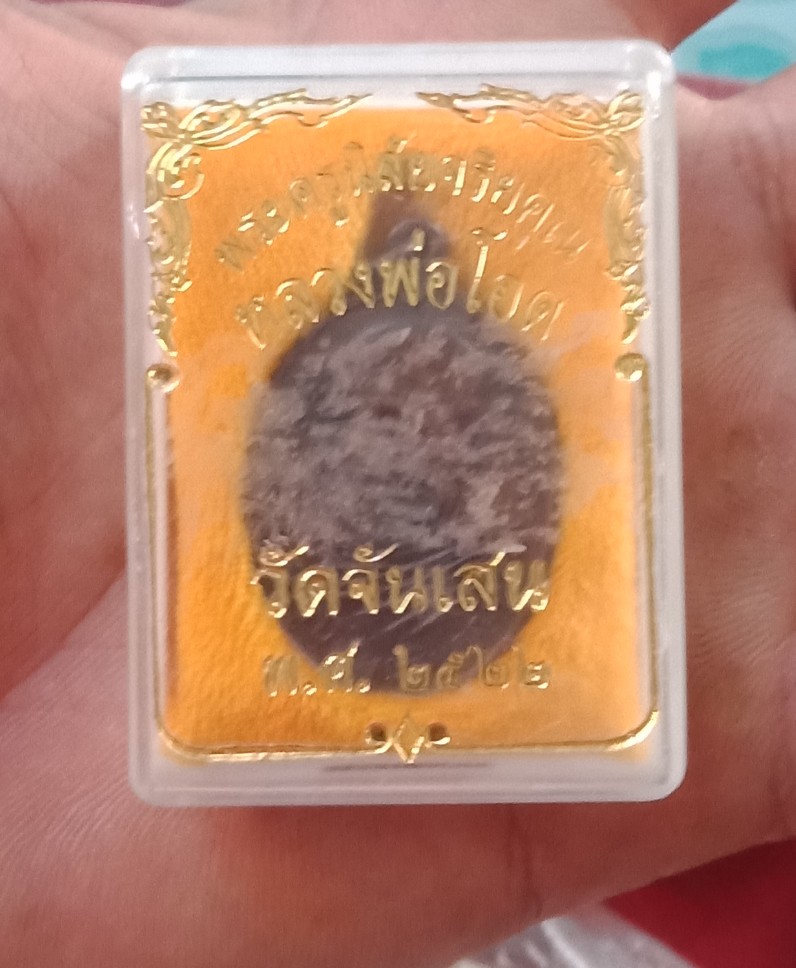 พระครูนิสัยจริยคุณ
หลวงพ่อโอด
วัดจันเสน
พ.ศ. ๒๕๒๒